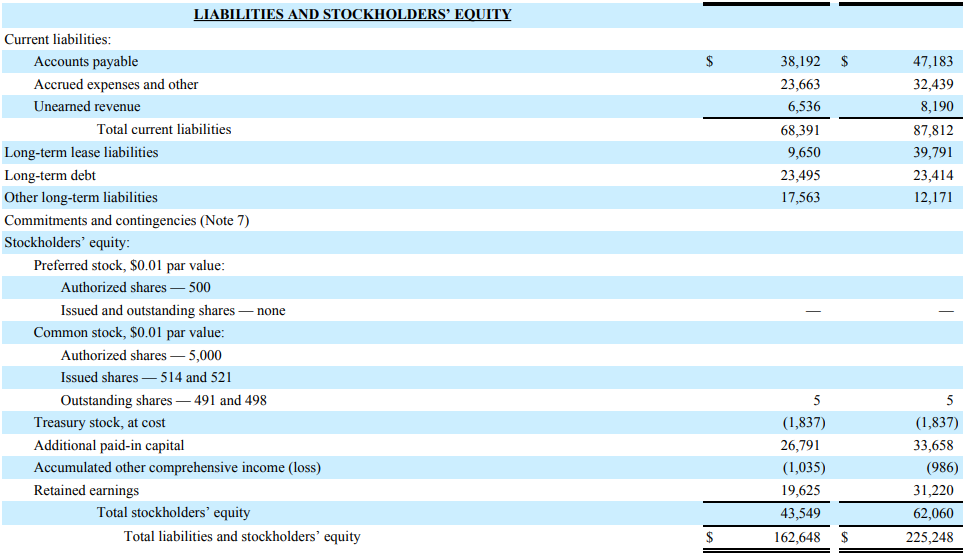 LIABILITIES AND STOCKHOLDERS’ EQUITY
Current liabilities:
Accounts payable $ 38,192 $ 47,183
Accrued expenses and other 23,663 32,439
Unearned revenue 6,536 8,190
Total current liabilities 68,391 87,812
Long-term lease liabilities 9,650 39,791
Long-term debt 23,495 23,414
Other long-term liabilities 17,563 12,171
Commitments and contingencies (Note 7)
Stockholders’ equity:
Preferred stock, $0.01 par value:
Authorized shares — 500
Issued and outstanding shares — none — —
Common stock, $0.01 par value:
Authorized shares — 5,000
Issued shares — 514 and 521
Outstanding shares — 491 and 498 5 5
Treasury stock, at cost (1,837) (1,837)
Additional paid-in capital 26,791 33,658
Accumulated other comprehensive income (loss) (1,035) (986)
Retained earnings 19,625 31,220
Total stockholders’ equity 43,549 62,060
Total liabilities and stockholders’ equity $ 162,648 $ 225,248